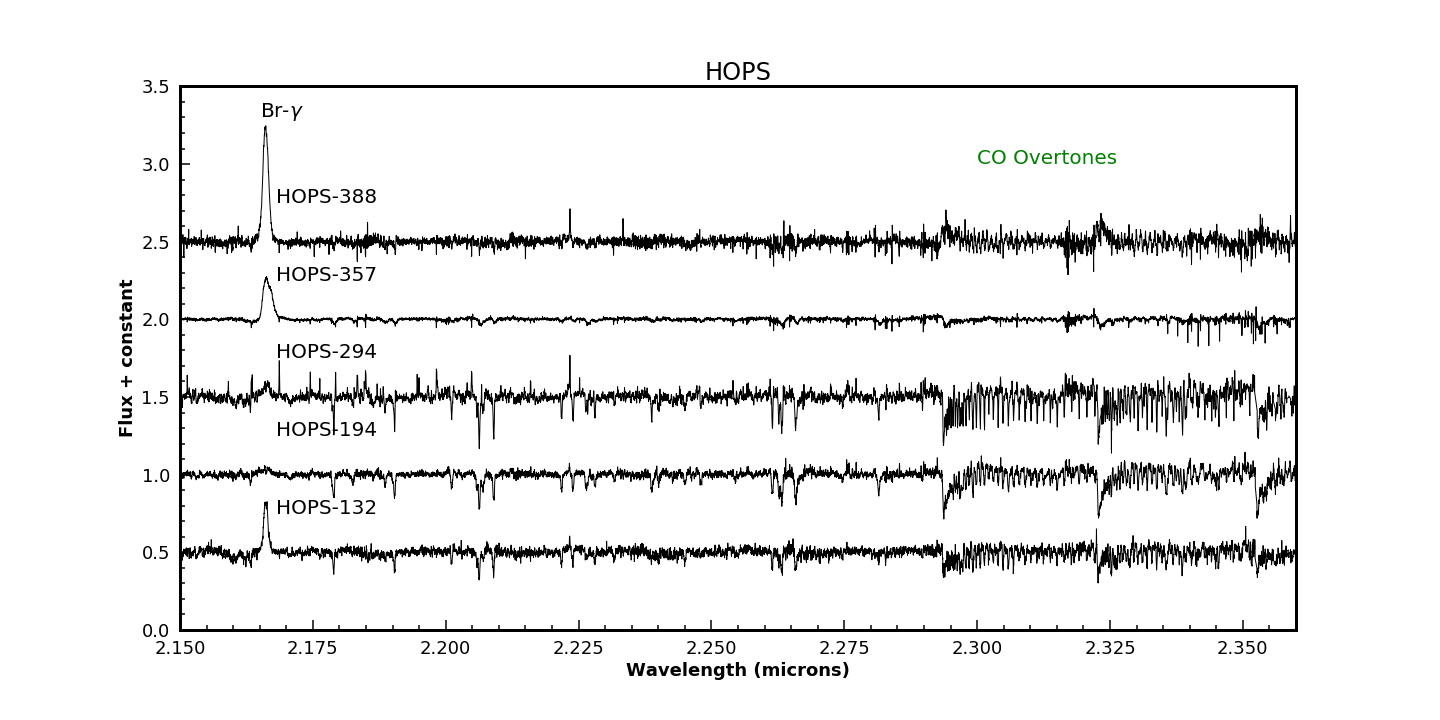 HOPS
3.5
3.0
2.5
2.0
1.5
1.0
0.5
0.0
Flux + constant
Br-γ
CO Overtones
HOPS-388
HOPS-357
HOPS-294
HOPS-194
HOPS-132
2.150 2.175 2.200 2.225 2.250 2.275 2.300 2.325 2.350
Wavelength (microns)